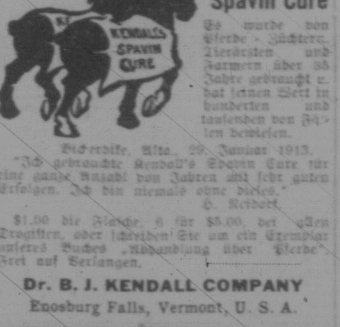 Spavin Cure
KENDALL'S
SPAVIN
CURE
Es wurde von
Pferde-Züchtern,
Tierärzten und
Farmern über 35
Jahre gebraucht u.
hat seinen Wert in
hunderten und
tausenden von Fäl-
len bewiesen.
Bickerdike, Alta., 29. Januar 1913.
"Ich gebrauchte Kendall's Spavin Cure für
eine ganze Anzahl von Jahren mit sehr guten
Erfolgen. Ich bin niemals ohne dieses."
H. Neidorf.
$1.00 die Flasche, 6 für $5.00, bei allen
Drogisten, oder schreiben Sie um ein Exemplar
unseres Buches „Abhandlung über Pferde"
Frei auf Verlangen.
Dr. B. J. KENDALL COMPANY
Enosburg Falls, Vermont, U. S. A.